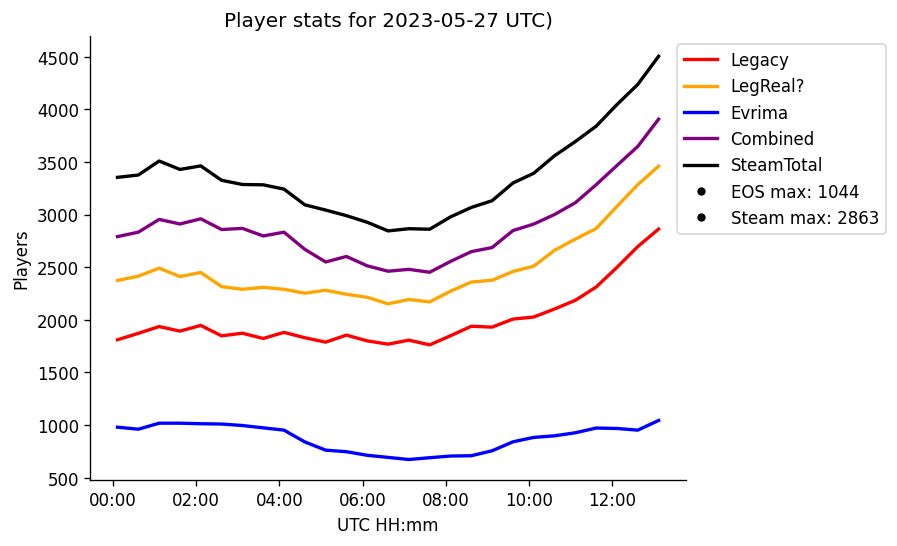 Player stats for 2023-05-27 UTC)
4500
4000
3500
3000
2500
2000
1500
1000
500
Players
00:00 02:00 04:00 06:00 08:00 10:00 12:00
UTC HH:mm
Legacy
LegReal?
Evrima
Combined
SteamTotal
EOS max: 1044
Steam max: 2863